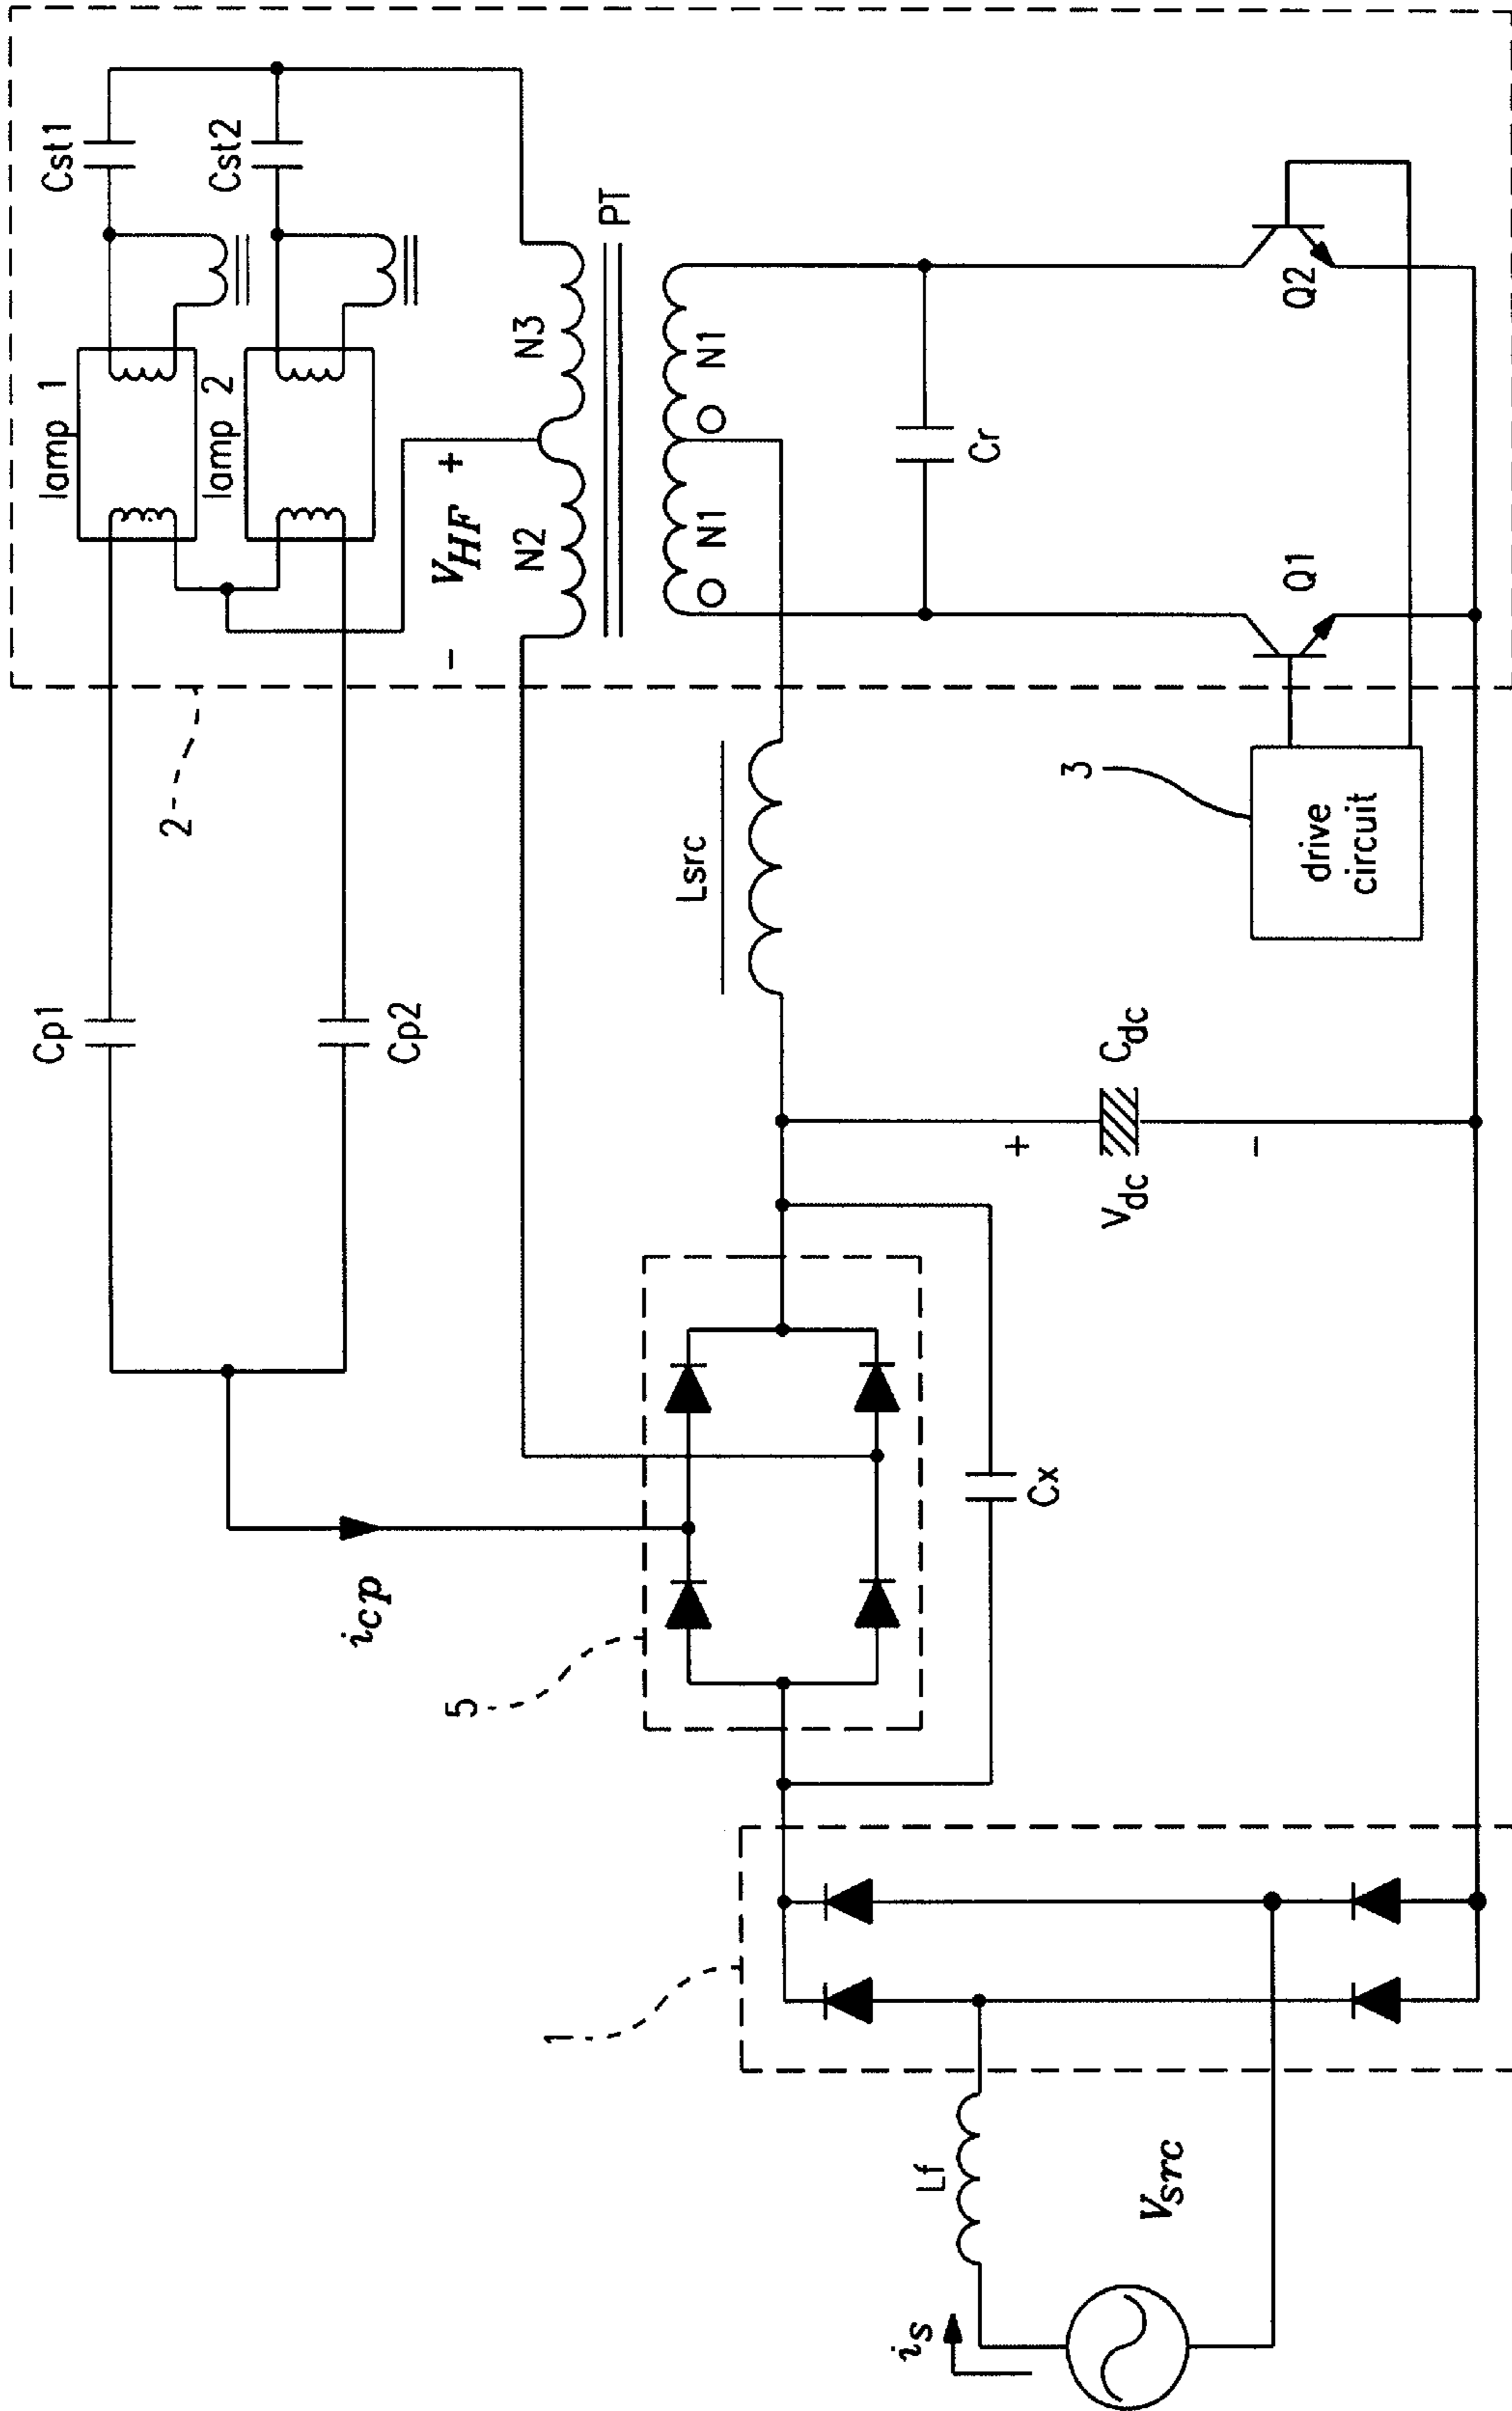 lamp 1
Cst1
lamp 2
Cst2
Cp1
Cp2
2
- V_HF +
N2
N3
PT
N1
N1
Cr
Lsrc
Q1
Q2
3
drive
circuit
i_cp
5
Cx
+
V_dc
C_dc
-
1
Lf
i_s
V_src